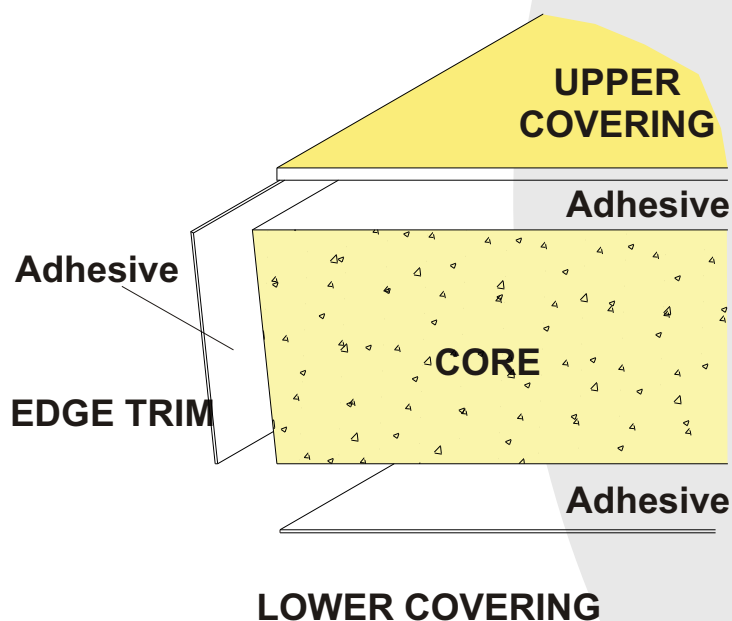 UPPER
COVERING
Adhesive
Adhesive
CORE
EDGE TRIM
Adhesive
LOWER COVERING